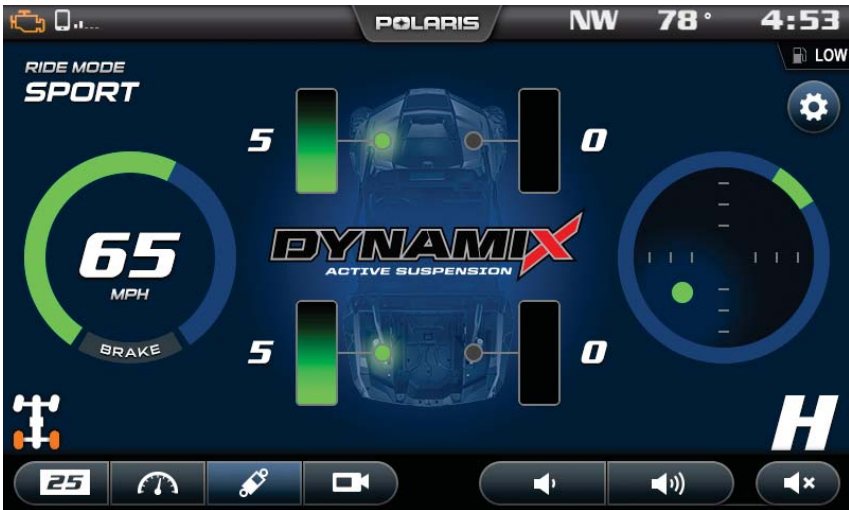 POLARIS NW 78° 4:53
LOW
RIDE MODE
SPORT
5 0
DYNAMIX
ACTIVE SUSPENSION
65
MPH
BRAKE
5 0
H
25